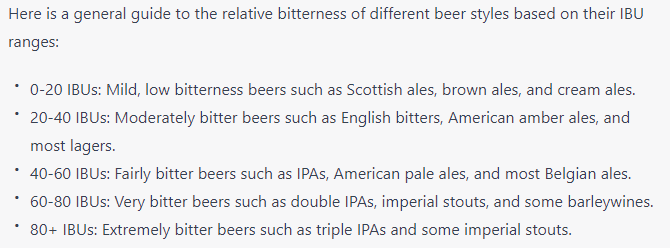 Here is a general guide to the relative bitterness of different beer styles based on their IBU
ranges:
• 0-20 IBUs: Mild, low bitterness beers such as Scottish ales, brown ales, and cream ales.
• 20-40 IBUs: Moderately bitter beers such as English bitters, American amber ales, and
most lagers.
• 40-60 IBUs: Fairly bitter beers such as IPAs, American pale ales, and most Belgian ales.
• 60-80 IBUs: Very bitter beers such as double IPAs, imperial stouts, and some barleywines.
• 80+ IBUs: Extremely bitter beers such as triple IPAs and some imperial stouts.